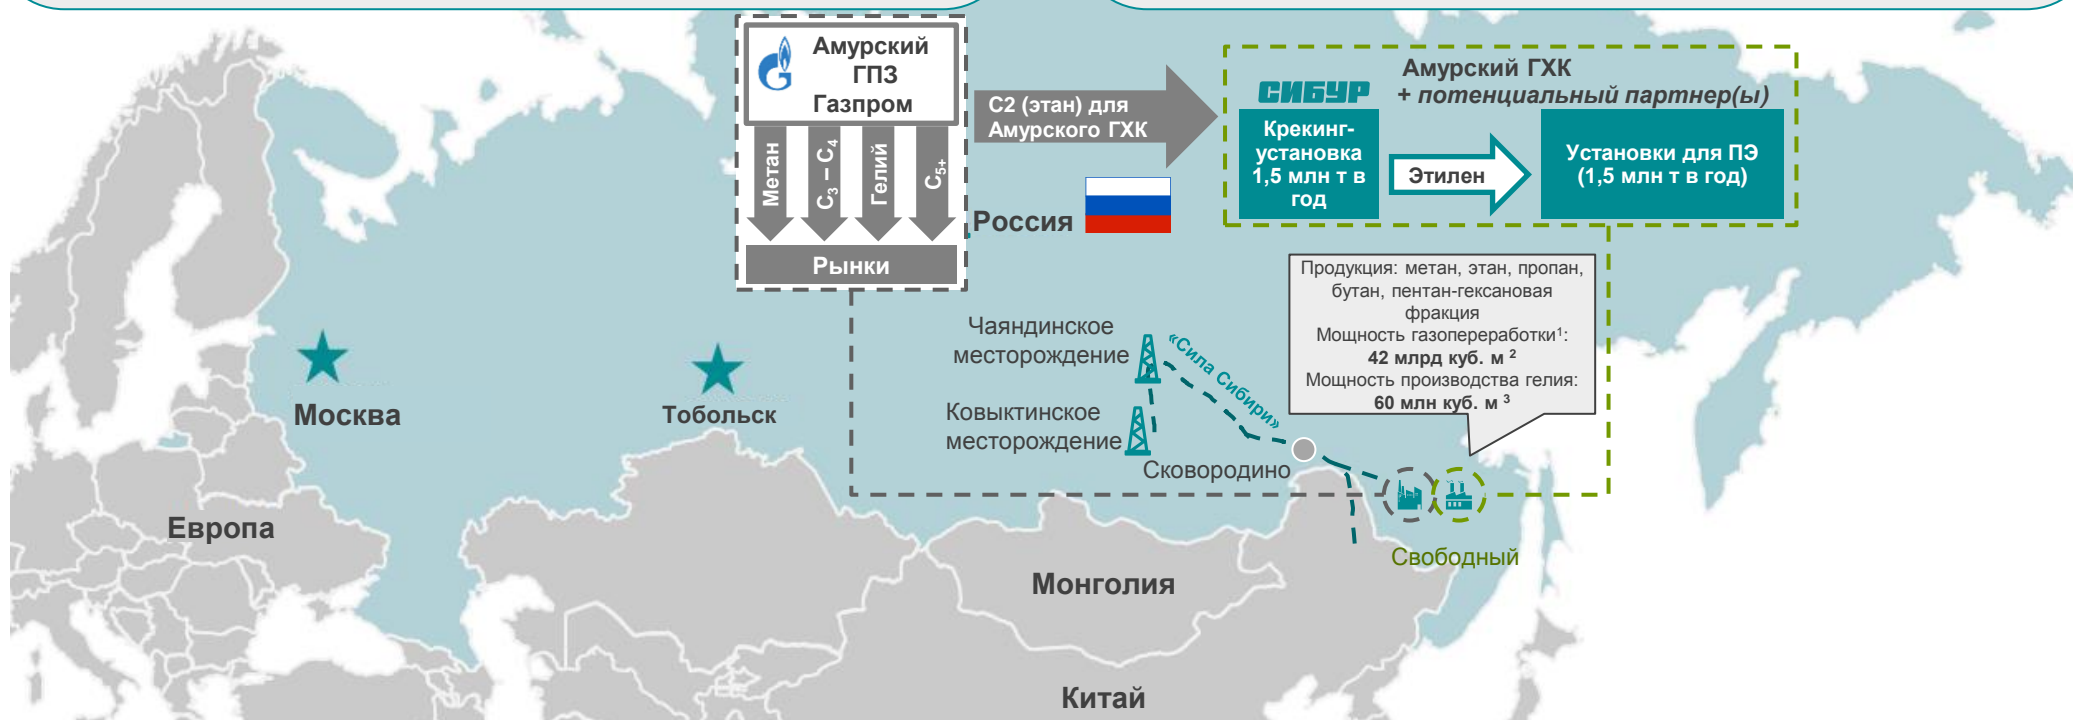 Амурский
ГПЗ
Газпром
Метан
C3 – C4
Гелий
C5+
Рынки
С2 (этан) для
Амурского ГХК
Россия
СИБУР
Амурский ГХК
+ потенциальный партнер(ы)
Крекинг-
установка
1,5 млн т в
год
Этилен
Установки для ПЭ
(1,5 млн т в год)
Продукция: метан, этан, пропан,
бутан, пентан-гексановая
фракция
Мощность газопереработки¹:
42 млрд куб. м ²
Мощность производства гелия:
60 млн куб. м ³
Чаяндинское
месторождение
«Сила Сибири»
Ковыктинское
месторождение
Сковородино
Свободный
Москва
Тобольск
Европа
Монголия
Китай